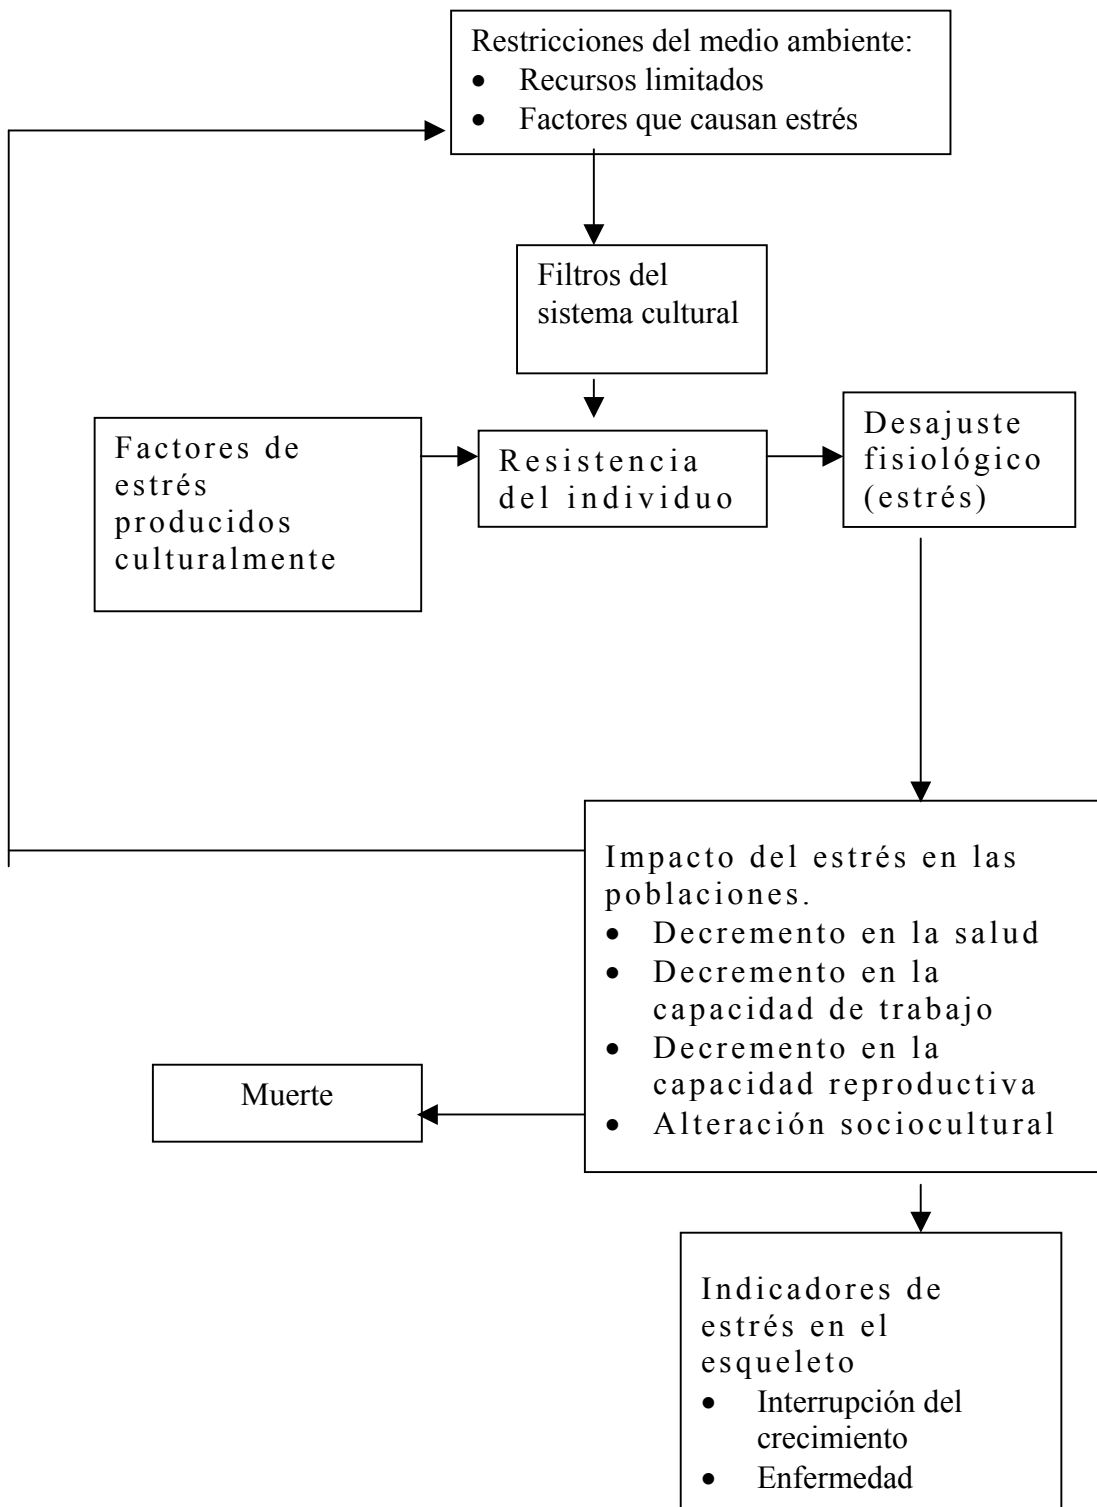 Restricciones del medio ambiente:
• Recursos limitados
• Factores que causan estrés
Filtros del
sistema cultural
Factores de
estrés
producidos
culturalmente
Resistencia
del individuo
Desajuste
fisiológico
(estrés)
Impacto del estrés en las
poblaciones.
• Decremento en la salud
• Decremento en la
capacidad de trabajo
• Decremento en la
capacidad reproductiva
• Alteración sociocultural
Muerte
Indicadores de
estrés en el
esqueleto
• Interrupción del
crecimiento
• Enfermedad